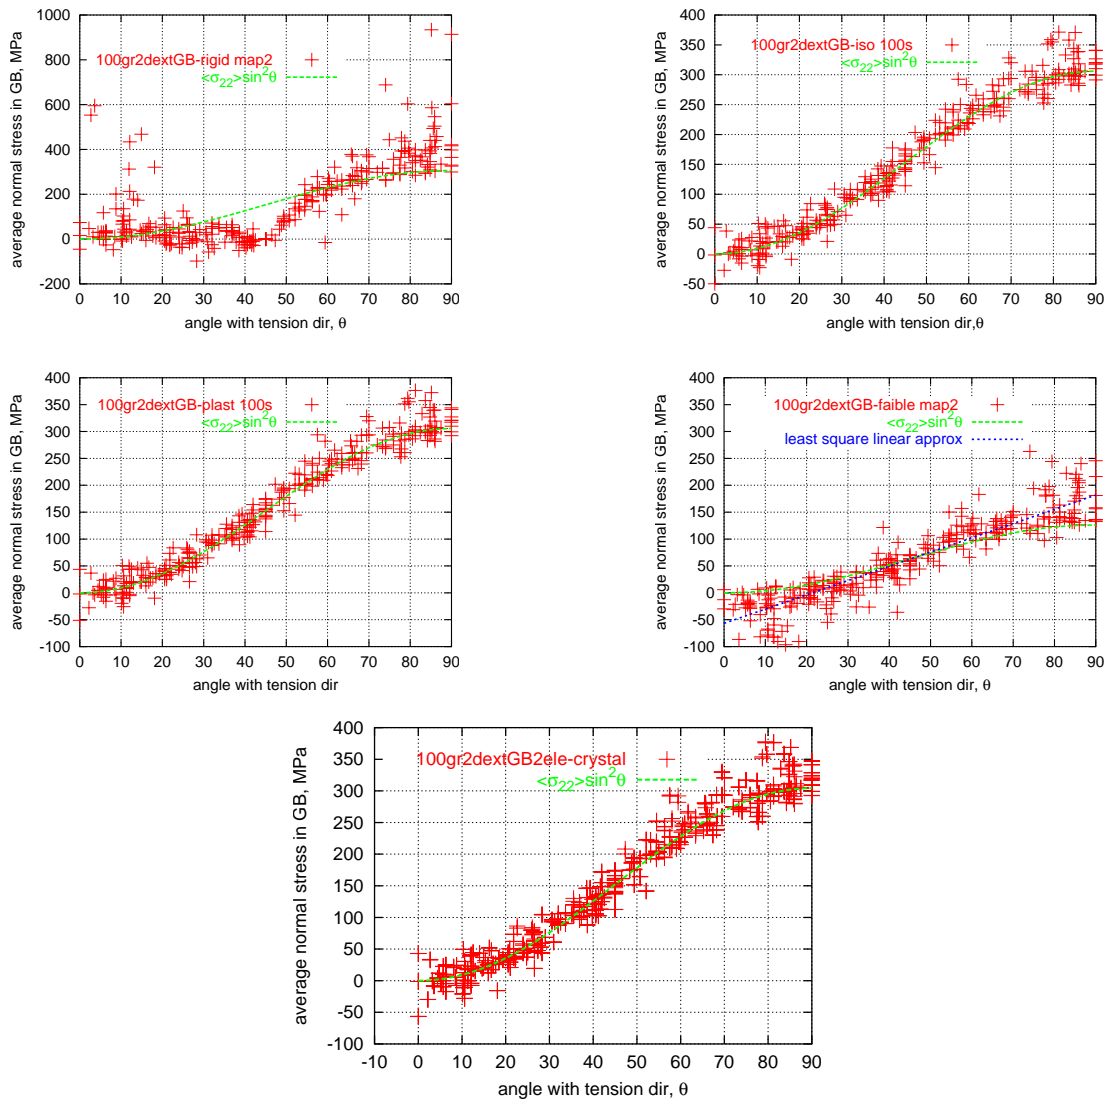 1000
800
600
400
200
0
-200
0 10 20 30 40 50 60 70 80 90
average normal stress in GB, MPa
angle with tension dir, θ
100gr2dextGB-rigid map2
<σ22>sin²θ
400
350
300
250
200
150
100
50
0
-50
0 10 20 30 40 50 60 70 80 90
average normal stress in GB, MPa
angle with tension dir,θ
100gr2dextGB-iso 100s
<σ22>sin²θ
400
350
300
250
200
150
100
50
0
-50
-100
0 10 20 30 40 50 60 70 80 90
average normal stress in GB, MPa
angle with tension dir
100gr2dextGB-plast 100s
<σ22>sin²θ
400
350
300
250
200
150
100
50
0
-50
-100
0 10 20 30 40 50 60 70 80 90
average normal stress in GB, MPa
angle with tension dir, θ
100gr2dextGB-faible map2
<σ22>sin²θ
least square linear approx
400
350
300
250
200
150
100
50
0
-50
-100
-10 0 10 20 30 40 50 60 70 80 90
average normal stress in GB, MPa
angle with tension dir, θ
100gr2dextGB2ele-crystal
<σ22>sin²θ